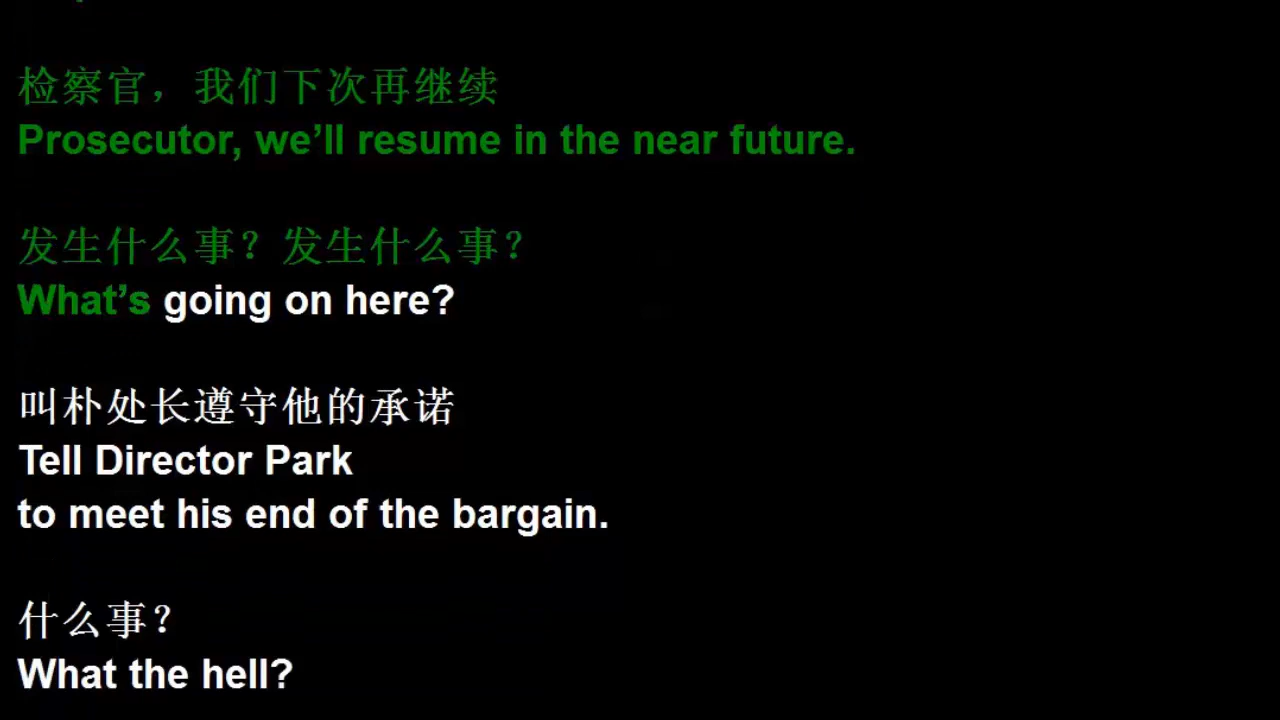 检察官，我们下次再继续
Prosecutor, we’ll resume in the near future.
发生什么事？发生什么事？
What’s going on here?
叫朴处长遵守他的承诺
Tell Director Park
to meet his end of the bargain.
什么事？
What the hell?